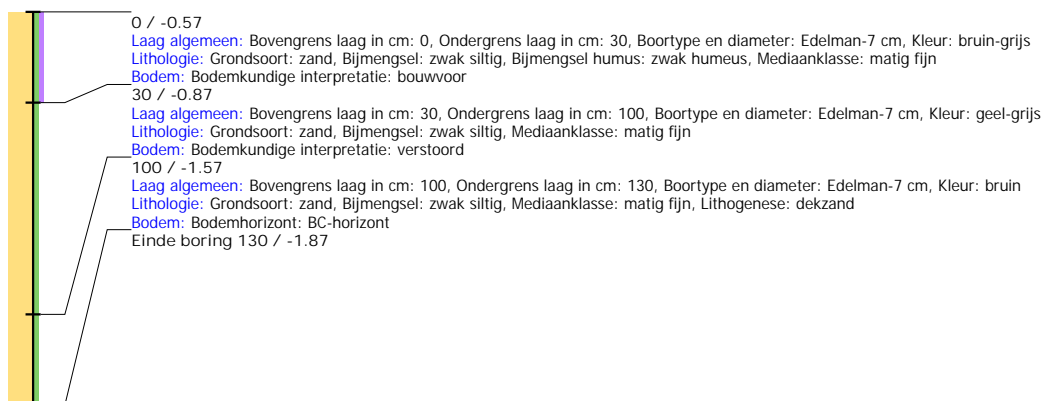 0 / -0.57
Laag algemeen: Bovengrens laag in cm: 0, Ondergrens laag in cm: 30, Boortype en diameter: Edelman-7 cm, Kleur: bruin-grijs
Lithologie: Grondsoort: zand, Bijmengsel: zwak siltig, Bijmengsel humus: zwak humeus, Mediaanklasse: matig fijn
Bodem: Bodemkundige interpretatie: bouwvoor
30 / -0.87
Laag algemeen: Bovengrens laag in cm: 30, Ondergrens laag in cm: 100, Boortype en diameter: Edelman-7 cm, Kleur: geel-grijs
Lithologie: Grondsoort: zand, Bijmengsel: zwak siltig, Mediaanklasse: matig fijn
Bodem: Bodemkundige interpretatie: verstoord
100 / -1.57
Laag algemeen: Bovengrens laag in cm: 100, Ondergrens laag in cm: 130, Boortype en diameter: Edelman-7 cm, Kleur: bruin
Lithologie: Grondsoort: zand, Bijmengsel: zwak siltig, Mediaanklasse: matig fijn, Lithogenese: dekzand
Bodem: Bodemhorizont: BC-horizont
Einde boring 130 / -1.87